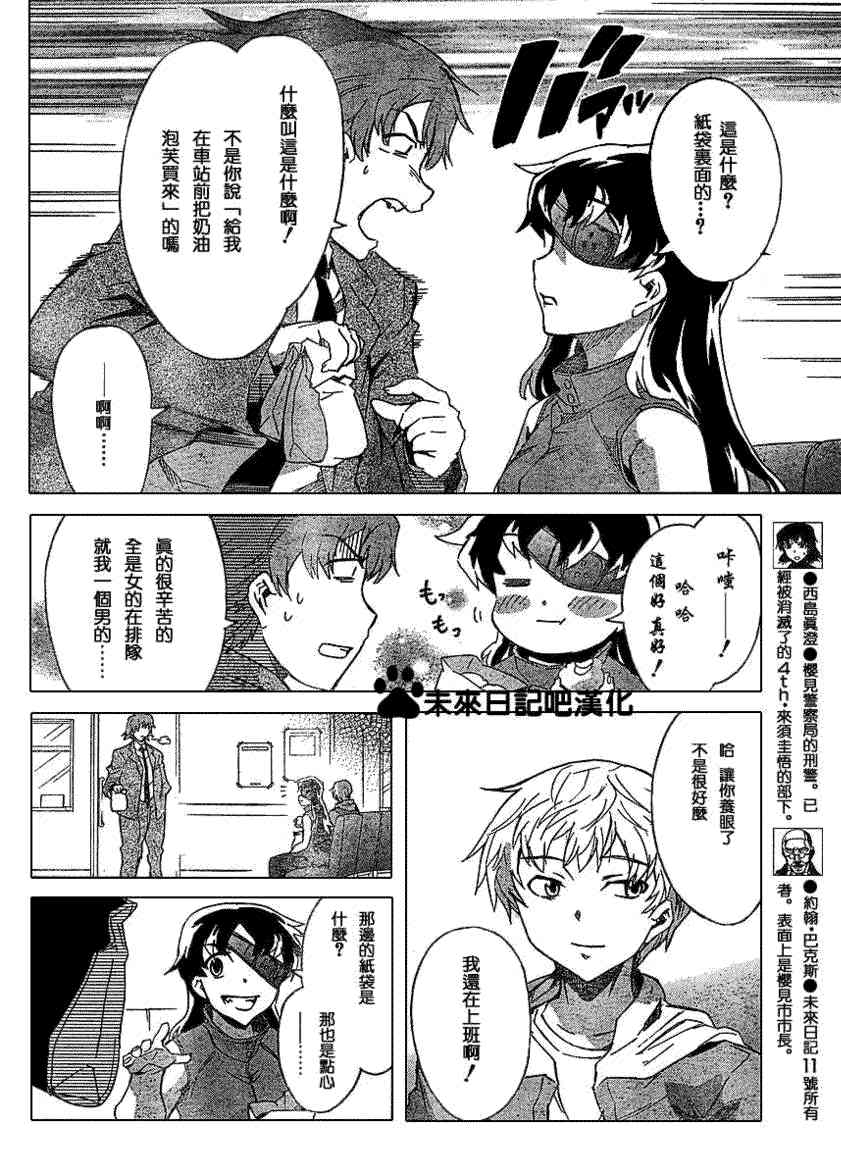 這是什麼?
紙袋裏面的…?
バッ
什麼叫這是什麼啊!
不是你說「給我
在車站前把奶油
泡芙買來」的嗎
——啊啊……
咔嚓——!
哈哈
這個好 真好!
もっ
もっ
真的很辛苦的
全是女的在排隊
就我一個男的……
未來日記吧漢化
哈 讓你養眼了
不是很好麼
我還在上班啊!
那邊的紙袋是
什麼?
——那也是點心
●西島真澄●櫻見警察局的刑警。已
經被消滅了的4th・來須圭悟的部下。
●約翰・巴克斯●未來日記11號所有
者。表面上是櫻見市市長。